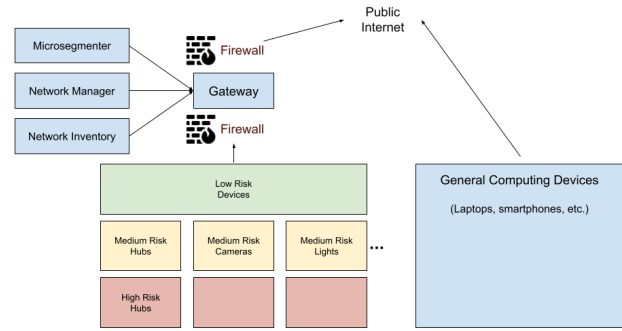 Public
Internet
Microsegmenter
Firewall
Network Manager
Gateway
Network Inventory
Firewall
Low Risk
Devices
General Computing Devices
(Laptops, smartphones, etc.)
Medium Risk
Hubs
Medium Risk
Cameras
Medium Risk
Lights
...
High Risk
Hubs